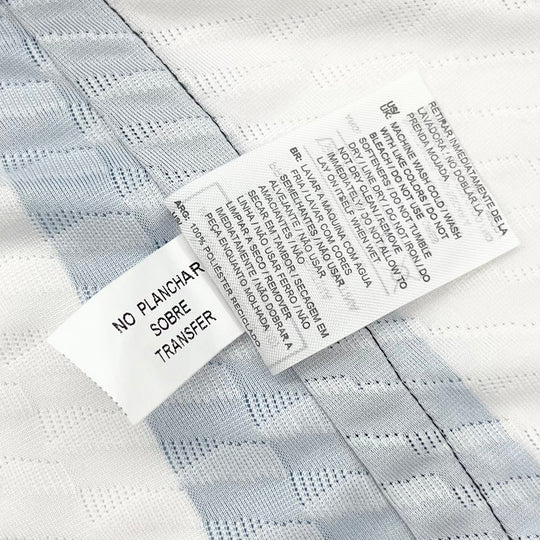 RETIRAR INMEDIATAMENTE DE LA
LAVADORA / NO DOBLAR LA
PRENDA MOJADA
US/
UK: MACHINE WASH COLD / WASH
WITH LIKE COLORS / DO NOT
BLEACH / DO NOT USE
SOFTENERS / DO NOT TUMBLE
DRY / LINE DRY / DO NOT IRON / DO
NOT DRY CLEAN / REMOVE
IMMEDIATELY / DO NOT ALLOW TO
LAY ON ITSELF WHEN WET
BR: LAVAR / MAQUINA COM AGUA
FRIA / LAVAR COM CORES
SEMELHANTES / NÃO USAR
AMACIANTES / NÃO
ALVEJANTE / NÃO USAR
SECAR EM TAMBOR / SECAGEM EM
LINHA / NÃO USAR FERRO / NÃO
LIMPAR A SECO / REMOVER
IMEDIATAMENTE / NÃO DOBRAR A
PEÇA ENQUANTO MOLHADA
ARG. 100% POLIÉSTER RECICLADO
NO PLANCHAR
SOBRE
TRANSFER